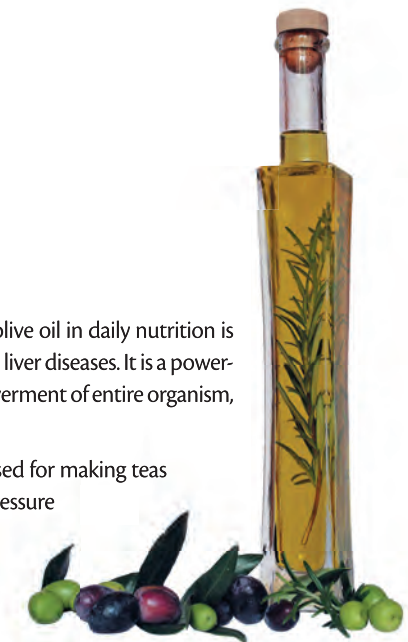 olive oil in daily nutrition is
liver diseases. It is a power-
erment of entire organism,
sed for making teas
essure